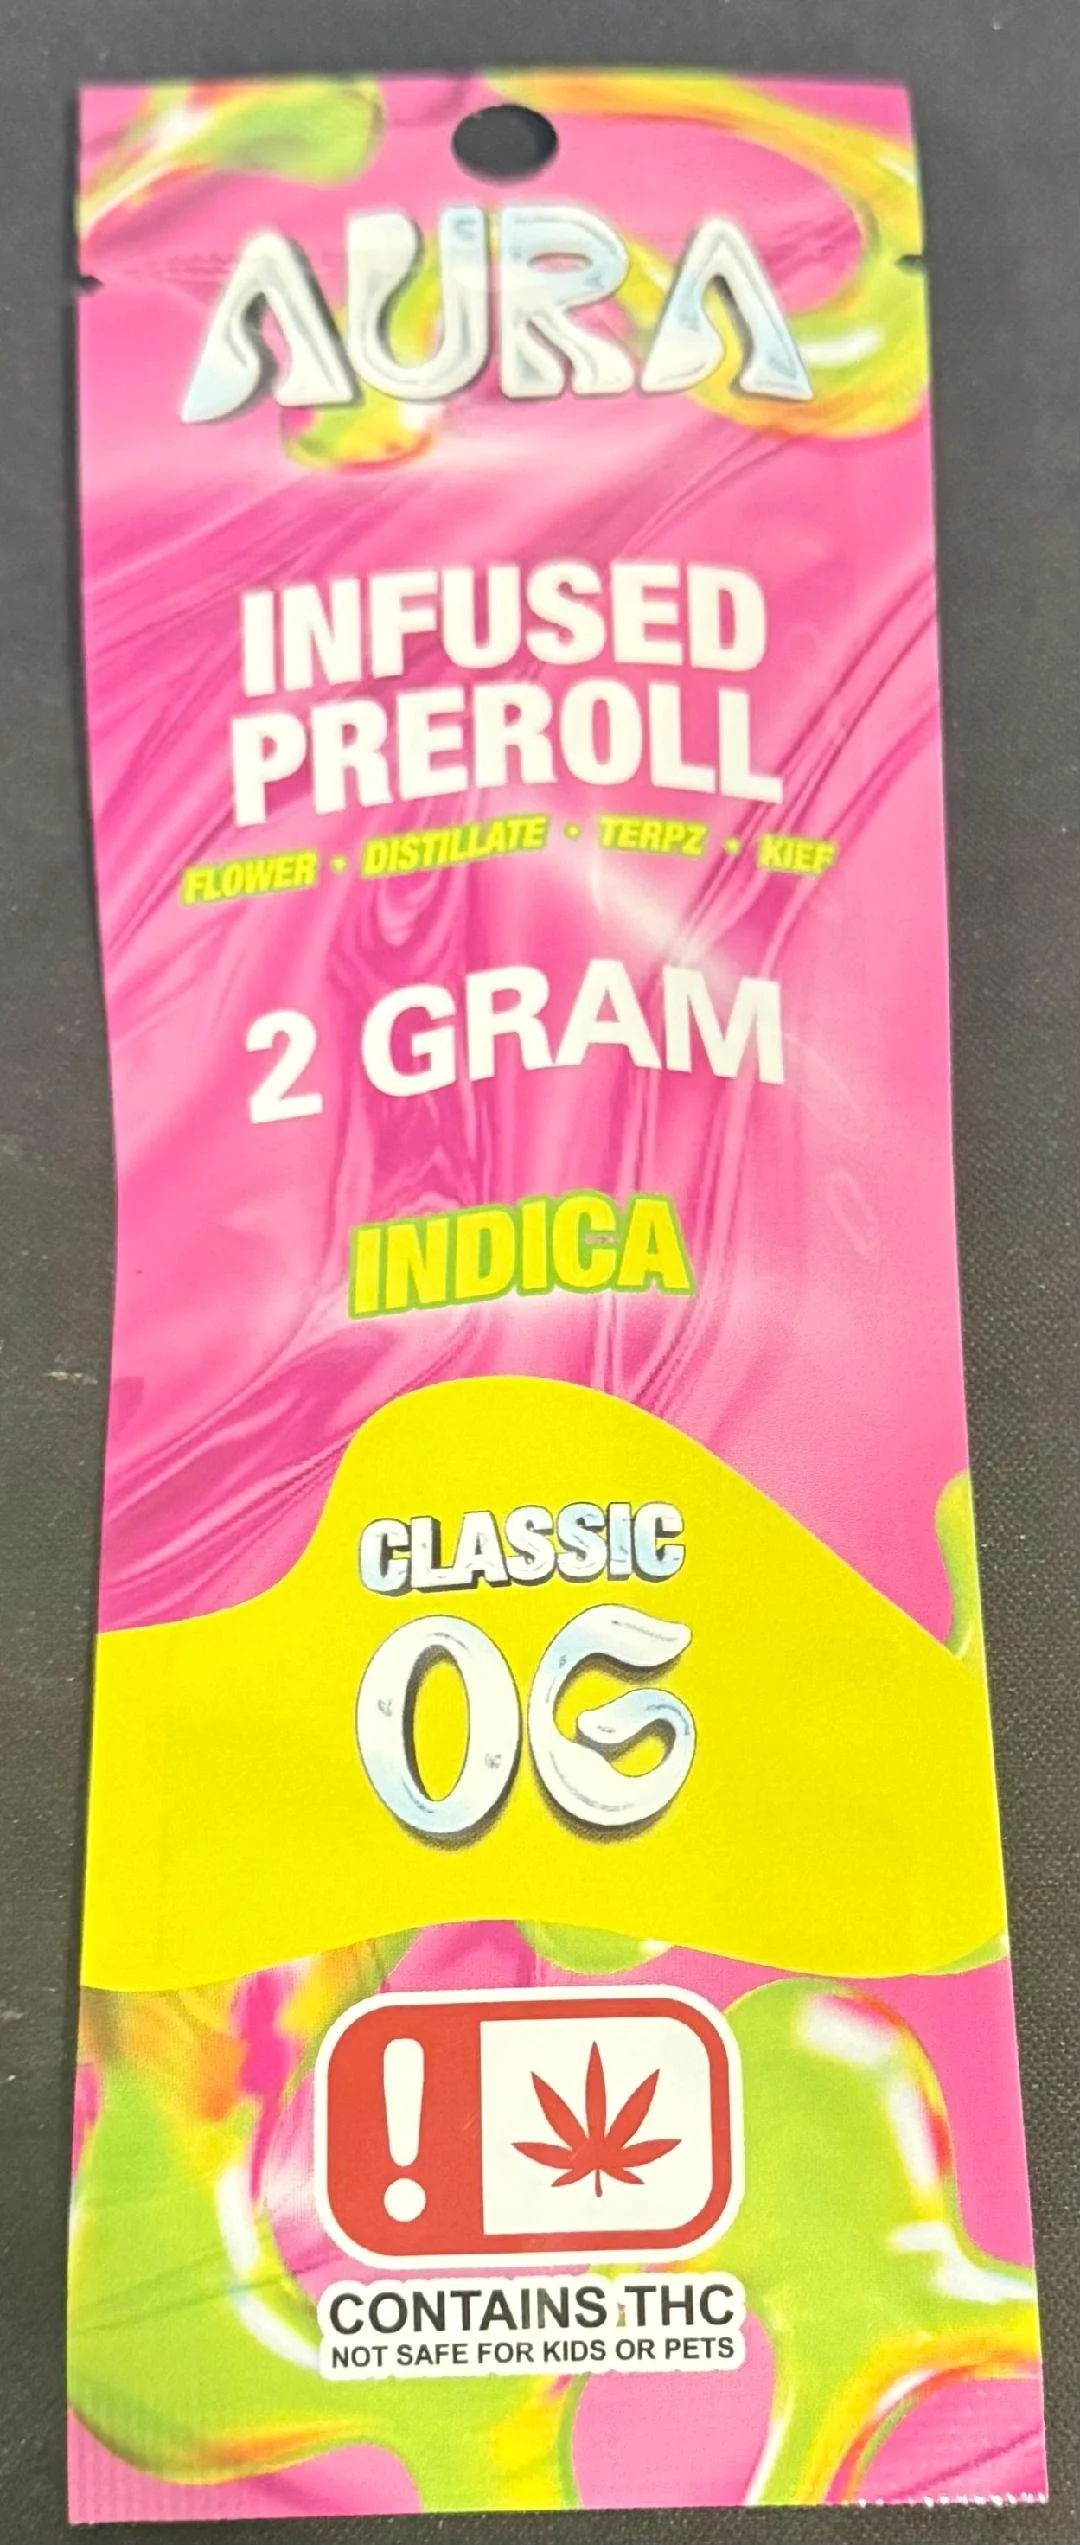 AURA
INFUSED
PREROLL
FLOWER · DISTILLATE · TERPZ · KIEF
2 GRAM
INDICA
CLASSIC
OG
!
CONTAINS THC
NOT SAFE FOR KIDS OR PETS